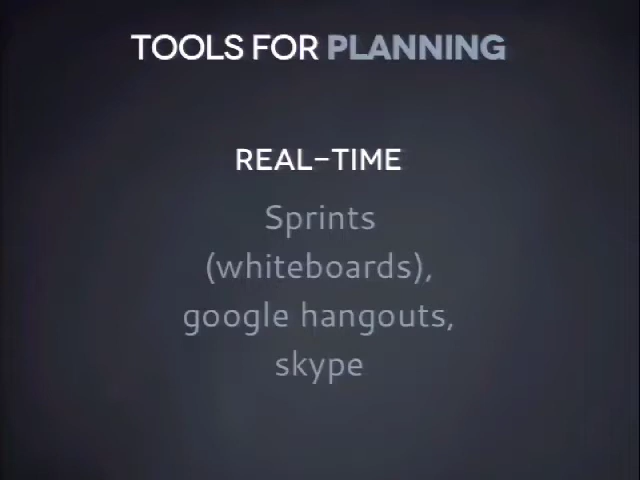 TOOLS FOR PLANNING
REAL-TIME
Sprints
(whiteboards),
google hangouts,
skype